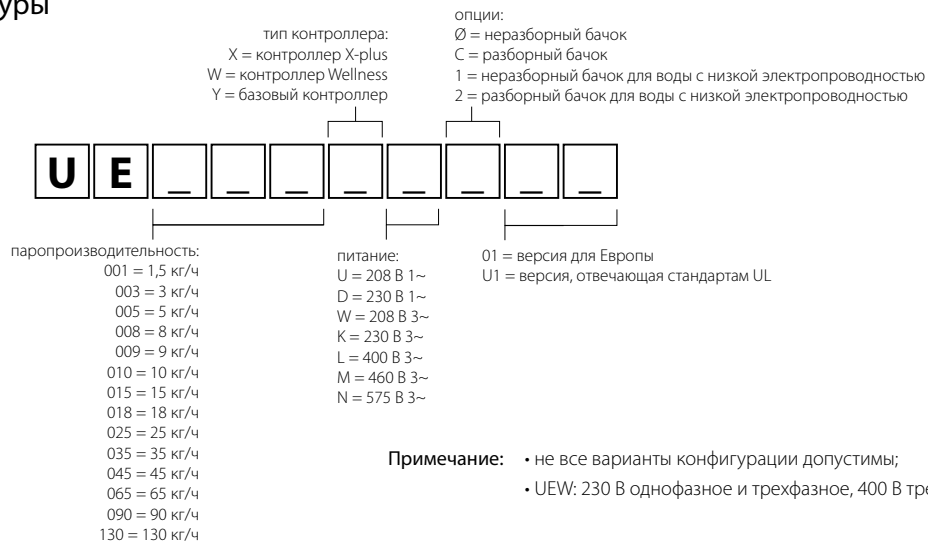 тип контроллера:
X = контроллер X-plus
W = контроллер Wellness
Y = базовый контроллер
опции:
Ø = неразборный бачок
C = разборный бачок
1 = неразборный бачок для воды с низкой электропроводностью
2 = разборный бачок для воды с низкой электропроводностью
U E _ _ _ _ _ _ _ _
паропроизводительность:
001 = 1,5 кг/ч
003 = 3 кг/ч
005 = 5 кг/ч
008 = 8 кг/ч
009 = 9 кг/ч
010 = 10 кг/ч
015 = 15 кг/ч
018 = 18 кг/ч
025 = 25 кг/ч
035 = 35 кг/ч
045 = 45 кг/ч
065 = 65 кг/ч
090 = 90 кг/ч
130 = 130 кг/ч
питание:
U = 208 В 1~
D = 230 В 1~
W = 208 В 3~
K = 230 В 3~
L = 400 В 3~
M = 460 В 3~
N = 575 В 3~
01 = версия для Европы
U1 = версия, отвечающая стандартам UL
Примечание: • не все варианты конфигурации допустимы;
• UEW: 230 В однофазное и трехфазное, 400 В